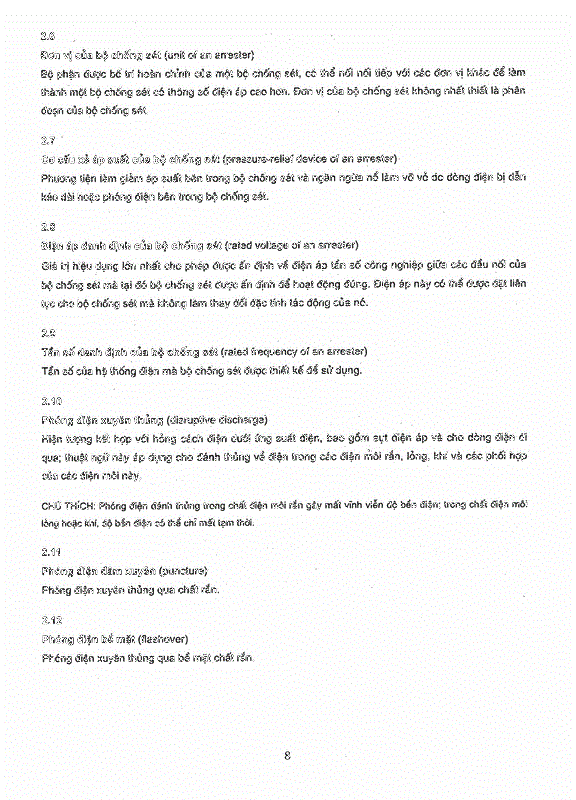 2.6
Đơn vị của bộ chống sét (unit of an arrester)
Bộ phận được bố trí hoàn chỉnh của một bộ chống sét, có thể nối nối tiếp với các đơn vị khác để làm
thành một bộ chống sét có thông số điện áp cao hơn. Đơn vị của bộ chống sét không nhất thiết là phân
đoạn của bộ chống sét.
2.7
Cơ cấu xả áp suất của bộ chống sét (pressure-relief device of an arrester)
Phương tiện làm giảm áp suất bên trong bộ chống sét và ngăn ngừa nổ làm vỡ vỏ do dòng điện bị dẫn
kéo dài hoặc phóng điện bên trong bộ chống sét.
2.8
Điện áp danh định của bộ chống sét (rated voltage of an arrester)
Giá trị hiệu dụng lớn nhất cho phép được ấn định về điện áp tần số công nghiệp giữa các đầu nối của
bộ chống sét mà tại đó bộ chống sét được ấn định để hoạt động đúng. Điện áp này có thể được đặt liên
tục cho bộ chống sét mà không làm thay đổi đặc tính tác động của nó.
2.9
Tần số danh định của bộ chống sét (rated frequency of an arrester)
Tần số của hệ thống điện mà bộ chống sét được thiết kế để sử dụng.
2.10
Phóng điện xuyên thủng (disruptive discharge)
Hiện tượng kết hợp với hỏng cách điện dưới ứng suất điện, bao gồm sụt điện áp và cho dòng điện đi
qua; thuật ngữ này áp dụng cho đánh thủng về điện trong các điện môi rắn, lỏng, khí và các phối hợp
của các điện môi này.
CHÚ THÍCH: Phóng điện đánh thủng trong chất điện môi rắn gây mất vĩnh viễn độ bền điện; trong chất điện môi
lỏng hoặc khí, độ bền điện có thể chỉ mất tạm thời.
2.11
Phóng điện đâm xuyên (puncture)
Phóng điện xuyên thủng qua chất rắn.
2.12
Phóng điện bề mặt (flashover)
Phóng điện xuyên thủng qua bề mặt chất rắn.
8